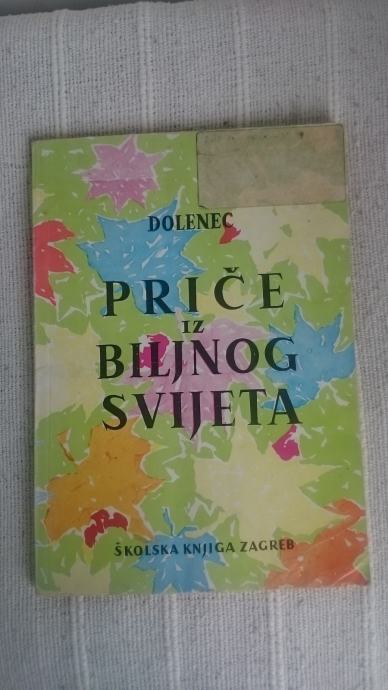 DOLENEC
PRIČE
IZ
BILJNOG
SVIJETA
ŠKOLSKA KNJIGA ZAGREB